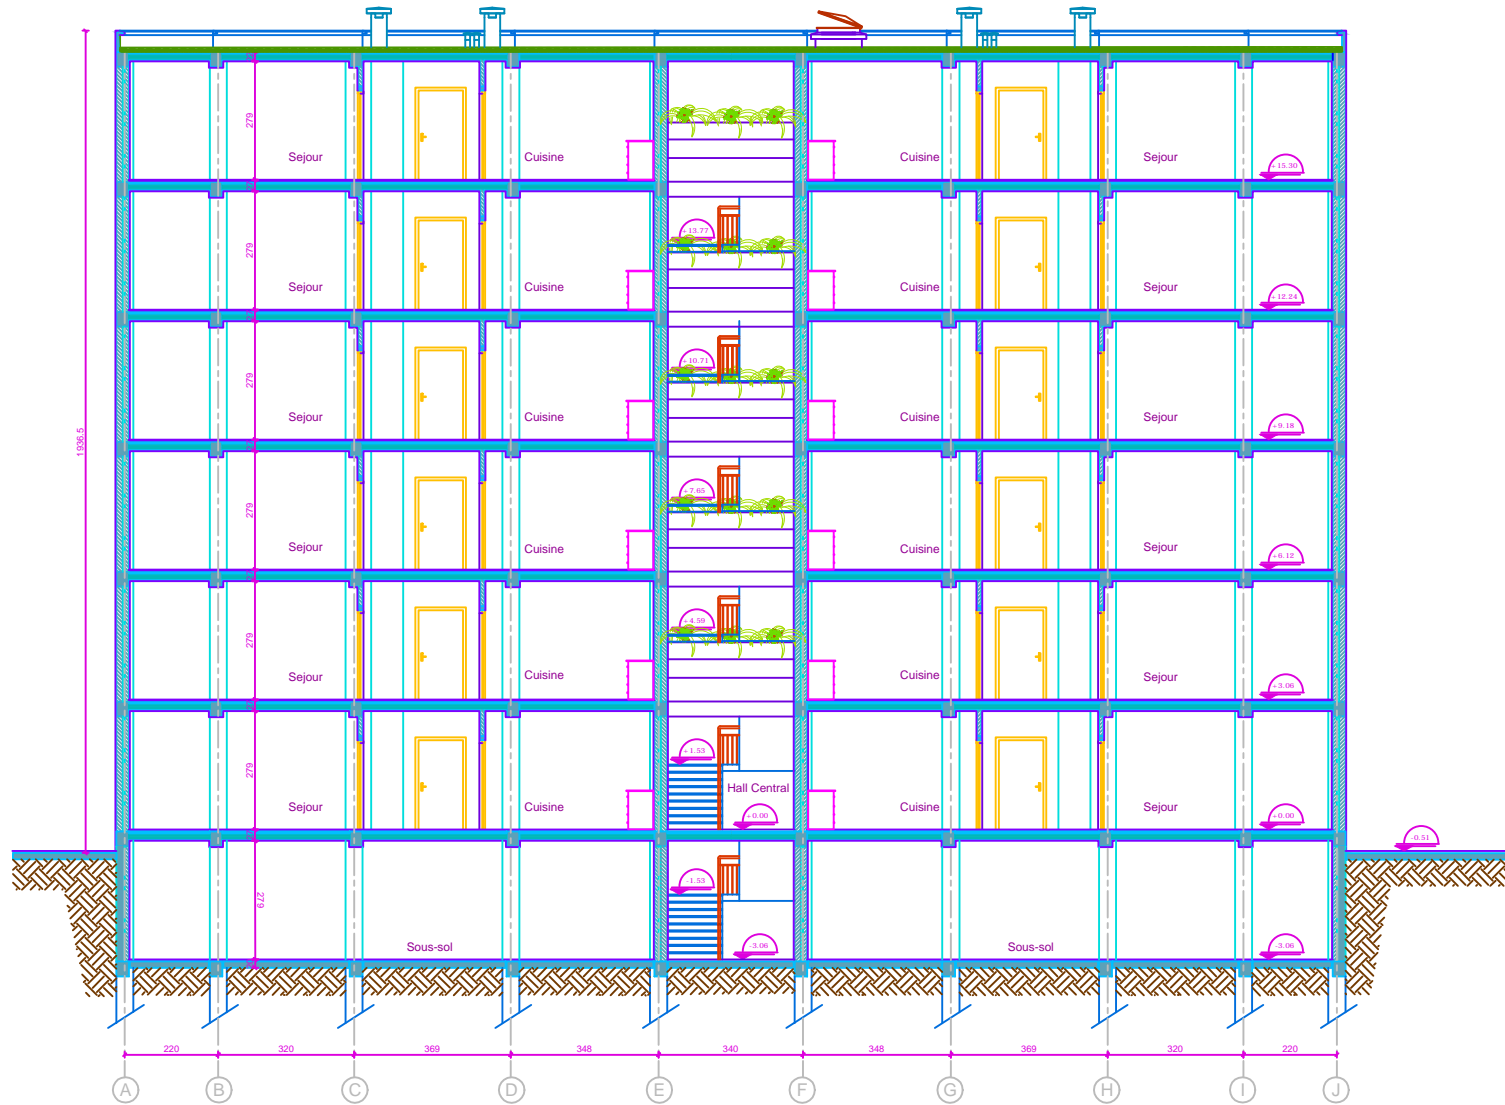 279
+15.30
Sejour
Cuisine
Cuisine
Sejour
+13.77
279
+12.24
Sejour
Cuisine
Cuisine
Sejour
+10.71
279
+9.18
Sejour
Cuisine
Cuisine
Sejour
1936.5
+7.65
279
+6.12
Sejour
Cuisine
Cuisine
Sejour
+4.59
279
+3.06
Sejour
Cuisine
Cuisine
Sejour
+1.53
279
Hall Central
Sejour
Cuisine
+0.00
Cuisine
Sejour
+0.00
-0.51
-1.53
279
Sous-sol
-3.06
Sous-sol
-3.06
220 320 369 348 340 348 369 320 220
A B C D E F G H I J